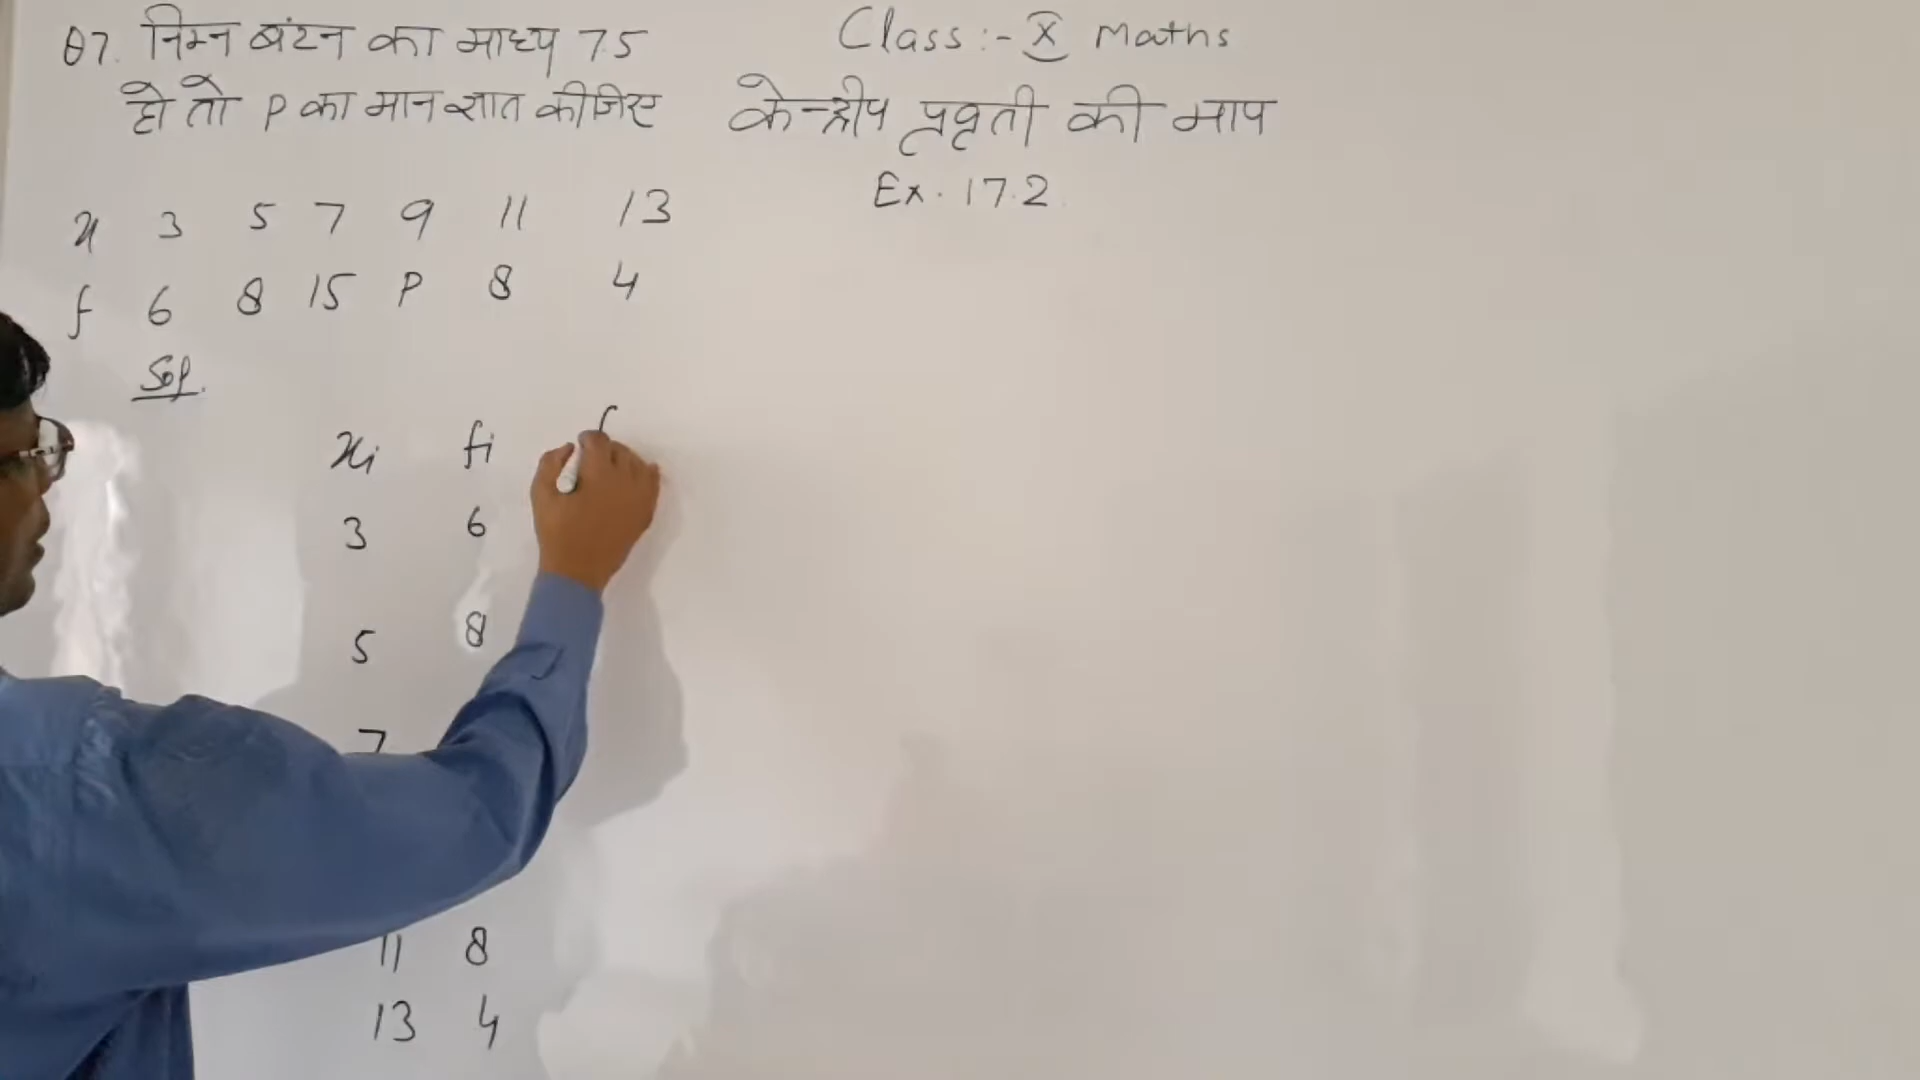 Q7. निम्न बंटन का माध्य 7.5
हो तो P का मान ज्ञात कीजिए
Class :- X Maths
केन्द्रीय प्रवृती की माप
Ex. 17.2
x 3 5 7 9 11 13
f 6 8 15 P 8 4
Sol.
xi fi f
3 6
5 8
7
11 8
13 4